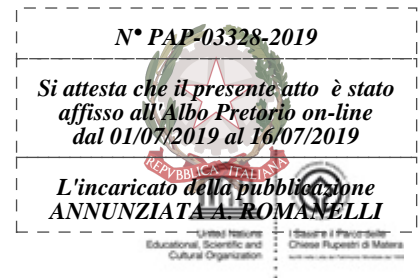 N° PAP-03328-2019
Si attesta che il presente atto è stato
affisso all'Albo Pretorio on-line
dal 01/07/2019 al 16/07/2019
REPVBBLICA ITALIANA
L'incaricato della pubblicazione
ANNUNZIATA A. ROMANELLI
United Nations
Educational, Scientific and
Cultural Organization
I Sassi e il Parco delle
Chiese Rupestri di Matera